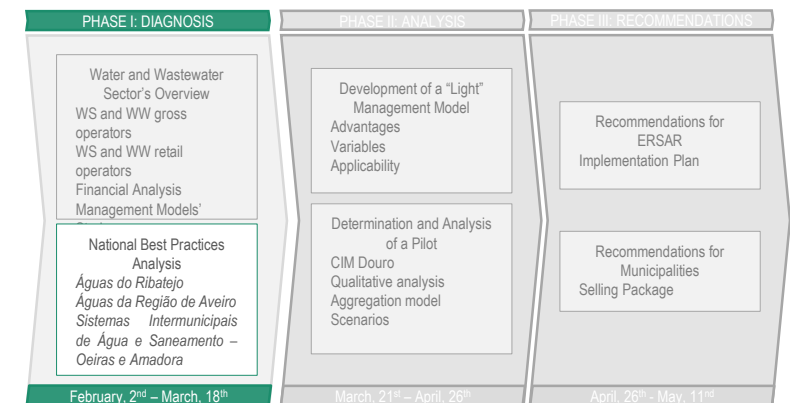 PHASE I: DIAGNOSIS
Water and Wastewater
Sector's Overview
WS and WW gross
operators
WS and WW retail
operators
Financial Analysis
Management Models'
National Best Practices
Analysis
Águas do Ribatejo
Águas da Região de Aveiro
Sistemas Intermunicipais
de Água e Saneamento –
Oeiras e Amadora
February, 2nd – March, 18th
PHASE II: ANALYSIS
Development of a “Light”
Management Model
Advantages
Variables
Applicability
Determination and Analysis
of a Pilot
CIM Douro
Qualitative analysis
Aggregation model
Scenarios
March, 21st – April, 26th
PHASE III: RECOMMENDATIONS
Recommendations for
ERSAR
Implementation Plan
Recommendations for
Municipalities
Selling Package
April, 26th - May, 11nd